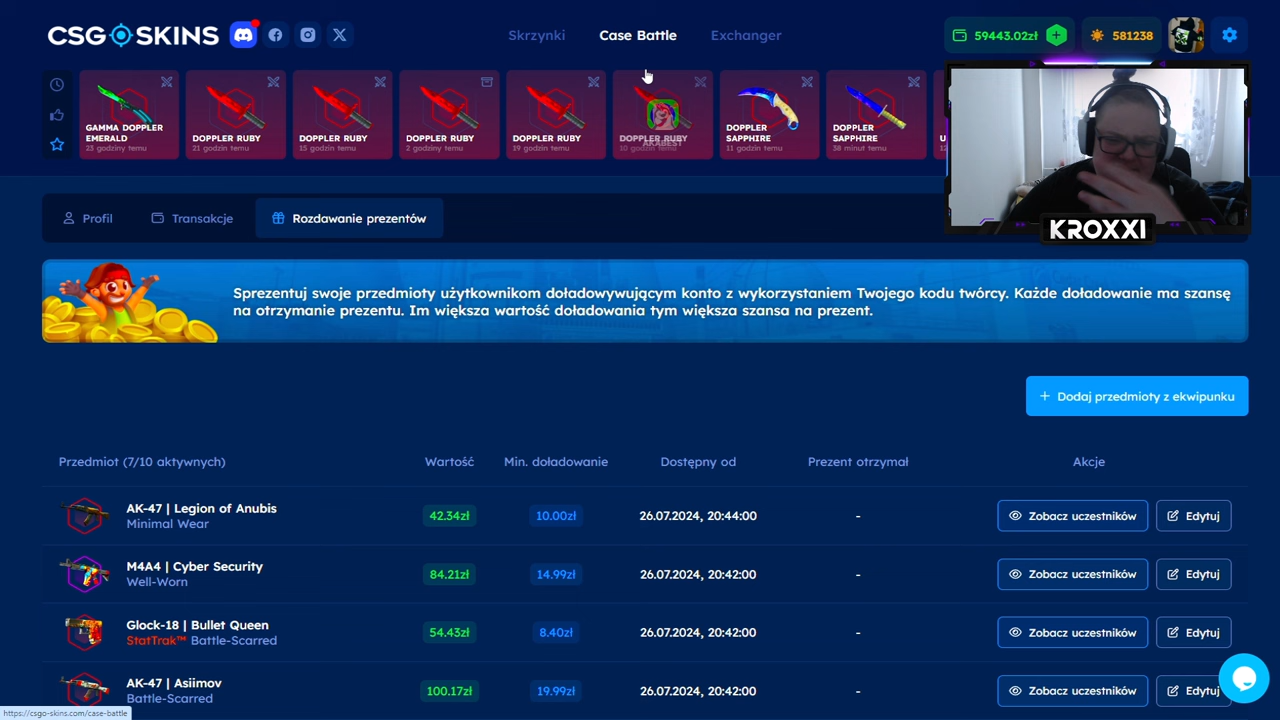 CSG SKINS
Skrzynki
Case Battle
Exchanger
59443.02zł
581238
GAMMA DOPPLER
EMERALD
23 godziny temu
DOPPLER RUBY
21 godzin temu
DOPPLER RUBY
15 godzin temu
DOPPLER RUBY
2 godziny temu
DOPPLER RUBY
19 godzin temu
DOPPLER RUBY
10 godzin temu
AKABEST
DOPPLER
SAPPHIRE
11 godzin temu
DOPPLER
SAPPHIRE
38 minut temu
KROXXI
Profil
Transakcje
Rozdawanie prezentów
Sprezentuj swoje przedmioty użytkownikom doładowywującym konto z wykorzystaniem Twojego kodu twórcy. Każde doładowanie ma szansę
na otrzymanie prezentu. Im większa wartość doładowania tym większa szansa na prezent.
+ Dodaj przedmioty z ekwipunku
Przedmiot (7/10 aktywnych)
Wartość
Min. doładowanie
Dostępny od
Prezent otrzymał
Akcje
AK-47 | Legion of Anubis
Minimal Wear
42.34zł
10.00zł
26.07.2024, 20:44:00
-
Zobacz uczestników
Edytuj
M4A4 | Cyber Security
Well-Worn
84.21zł
14.99zł
26.07.2024, 20:42:00
-
Zobacz uczestników
Edytuj
Glock-18 | Bullet Queen
StatTrak™ Battle-Scarred
54.43zł
8.40zł
26.07.2024, 20:42:00
-
Zobacz uczestników
Edytuj
AK-47 | Asiimov
Battle-Scarred
100.17zł
19.99zł
26.07.2024, 20:42:00
-
Zobacz uczestników
Edytuj
https://csgo-skins.com/case-battle